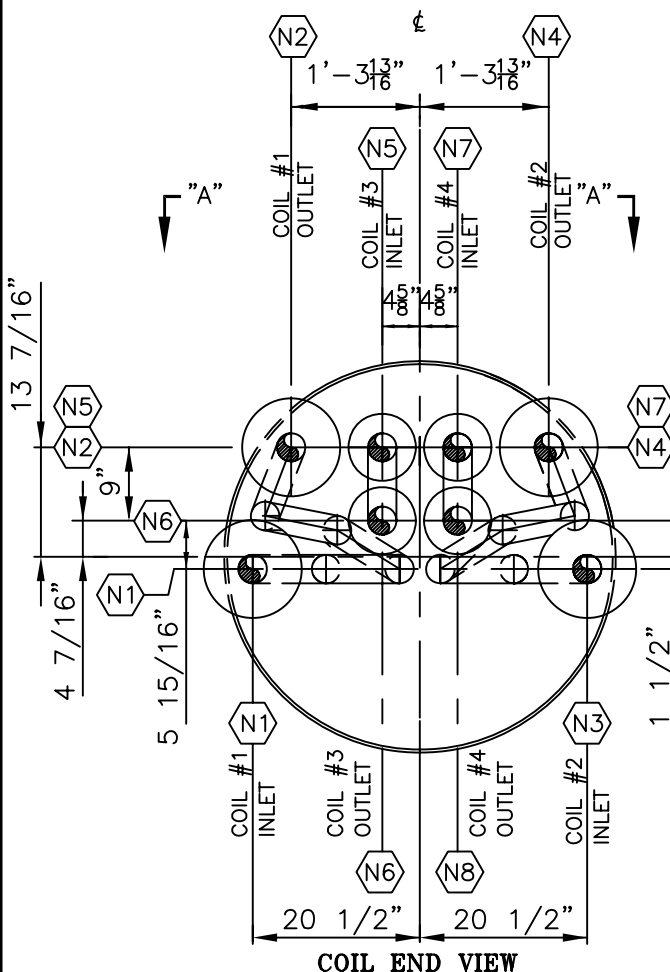 N2
℄
N4
1'-3 13/16"
1'-3 13/16"
N5
N7
"A"
"A"
COIL #1
OUTLET
COIL #3
INLET
COIL #4
INLET
COIL #2
OUTLET
4 5/8"
4 5/8"
13 7/16"
N5
N2
N7
N4
9"
N6
N1
4 7/16"
5 15/16"
1 1/2"
N1
N3
COIL #1
INLET
COIL #3
OUTLET
COIL #4
OUTLET
COIL #2
INLET
N6
N8
20 1/2"
20 1/2"
COIL END VIEW